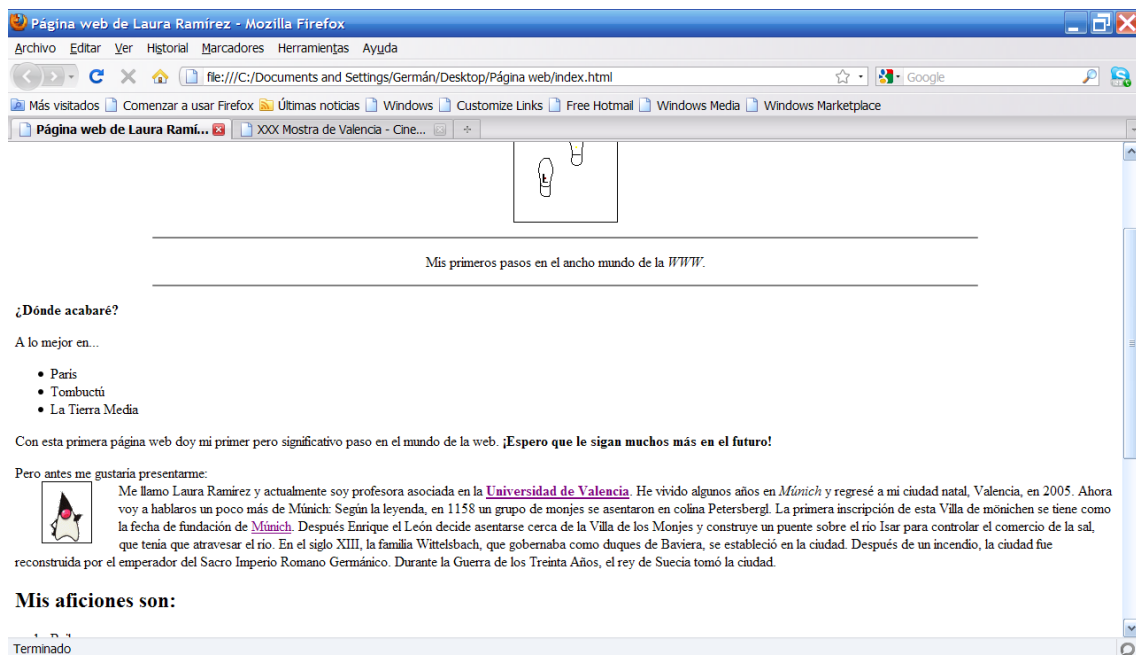 Página web de Laura Ramírez - Mozilla Firefox
Archivo Editar Ver Historial Marcadores Herramientas Ayuda
file:///C:/Documents and Settings/Germán/Desktop/Página web/index.html Google
Más visitados Comenzar a usar Firefox Últimas noticias Windows Customize Links Free Hotmail Windows Media Windows Marketplace
Página web de Laura Ramí... XXX Mostra de Valencia - Cine...
Mis primeros pasos en el ancho mundo de la WWW.
¿Dónde acabaré?
A lo mejor en...
• Paris
• Tombuctú
• La Tierra Media
Con esta primera página web doy mi primer pero significativo paso en el mundo de la web. ¡Espero que le sigan muchos más en el futuro!
Pero antes me gustaría presentarme:
Me llamo Laura Ramírez y actualmente soy profesora asociada en la Universidad de Valencia. He vivido algunos años en Múnich y regresé a mi ciudad natal, Valencia, en 2005. Ahora
voy a hablaros un poco más de Múnich: Según la leyenda, en 1158 un grupo de monjes se asentaron en colina Petersbergl. La primera inscripción de esta Villa de mönichen se tiene como
la fecha de fundación de Múnich. Después Enrique el León decide asentarse cerca de la Villa de los Monjes y construye un puente sobre el río Isar para controlar el comercio de la sal,
que tenía que atravesar el río. En el siglo XIII, la familia Wittelsbach, que gobernaba como duques de Baviera, se estableció en la ciudad. Después de un incendio, la ciudad fue
reconstruida por el emperador del Sacro Imperio Romano Germánico. Durante la Guerra de los Treinta Años, el rey de Suecia tomó la ciudad.
Mis aficiones son:
Terminado